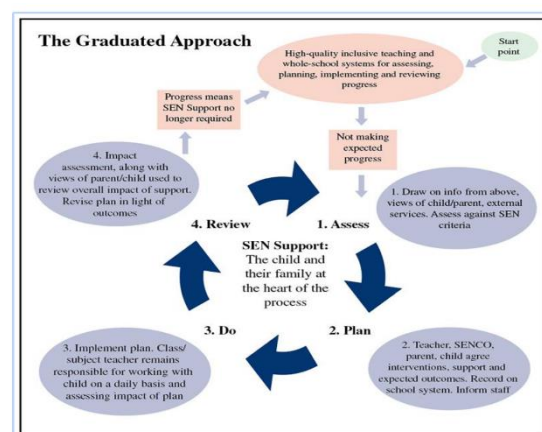 The Graduated Approach
High-quality inclusive teaching and
whole-school systems for assessing,
planning, implementing and reviewing
progress
Start
point
Progress means
SEN Support no
longer required
Not making
expected
progress
4. Impact
assessment, along with
views of parent/child used to
review overall impact of support.
Revise plan in light of
outcomes
1. Draw on info from above,
views of child/parent, external
services. Assess against SEN
criteria
4. Review
1. Assess
SEN Support:
The child and
their family at
the heart of the
process
3. Do
2. Plan
3. Implement plan. Class/
subject teacher remains
responsible for working with
child on a daily basis and
assessing impact of plan
2. Teacher, SENCO,
parent, child agree
interventions, support and
expected outcomes. Record on
school system. Inform staff